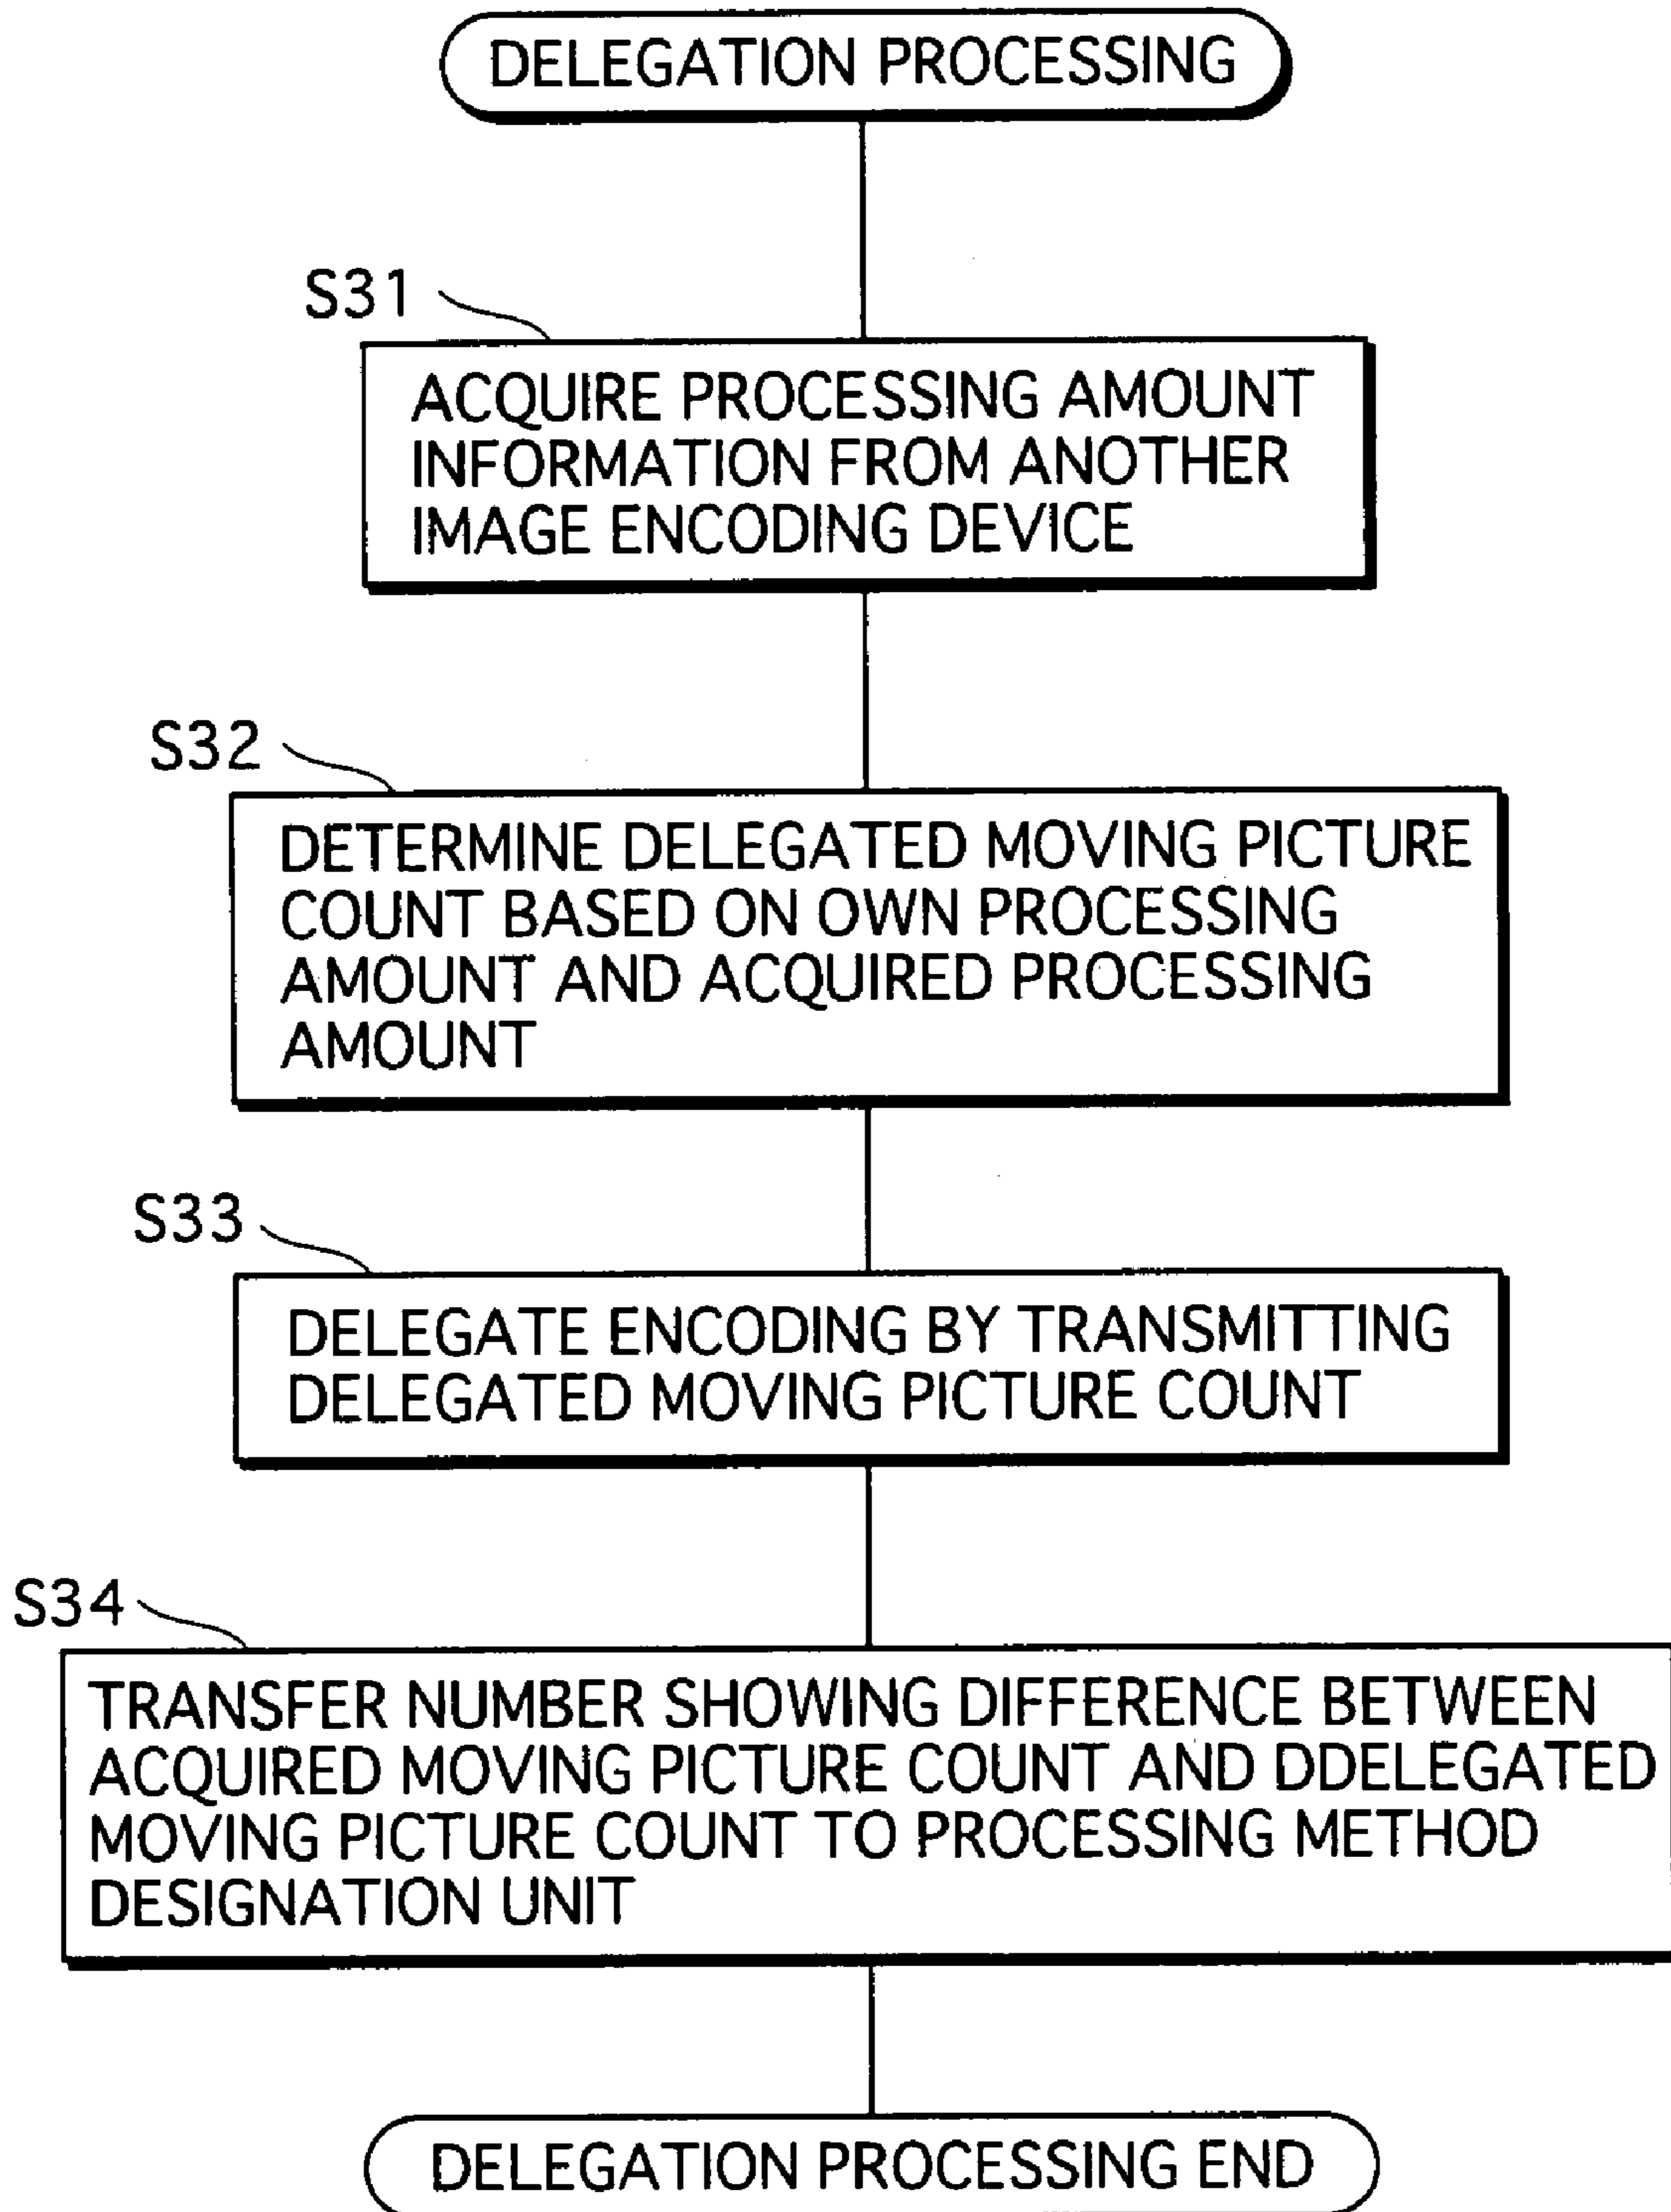 DELEGATION PROCESSING
S31
ACQUIRE PROCESSING AMOUNT
INFORMATION FROM ANOTHER
IMAGE ENCODING DEVICE
S32
DETERMINE DELEGATED MOVING PICTURE
COUNT BASED ON OWN PROCESSING
AMOUNT AND ACQUIRED PROCESSING
AMOUNT
S33
DELEGATE ENCODING BY TRANSMITTING
DELEGATED MOVING PICTURE COUNT
S34
TRANSFER NUMBER SHOWING DIFFERENCE BETWEEN
ACQUIRED MOVING PICTURE COUNT AND DDELEGATED
MOVING PICTURE COUNT TO PROCESSING METHOD
DESIGNATION UNIT
DELEGATION PROCESSING END